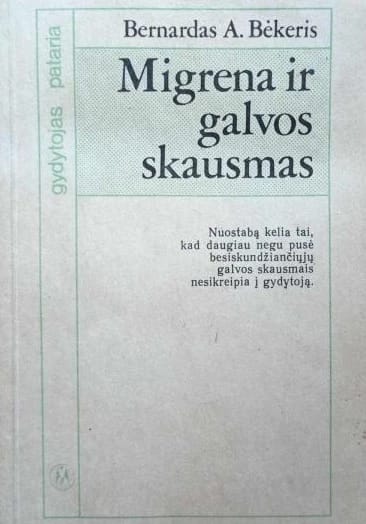 Bernardas A. Bėkeris
Migrena ir
galvos
skausmas
gydytojas pataria
Nuostabą kelia tai,
kad daugiau negu pusė
besiskundžiančiųjų
galvos skausmais
nesikreipia į gydytoją.